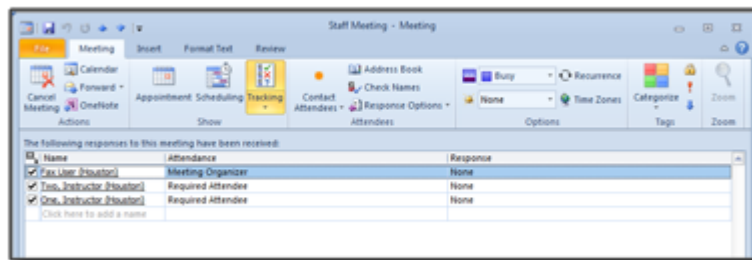 Staff Meeting - Meeting
File Meeting Insert Format Text Review
Calendar Address Book Busy Recurrence
Forward Check Names
Cancel Meeting OneNote Appointment Scheduling Tracking Contact Attendees Response Options None Time Zones Categorize Zoom
Actions Show Attendees Options Tags Zoom
The following responses to this meeting have been received:
Name Attendance Response
Fax User (Houston) Meeting Organizer None
Two, Instructor (Houston) Required Attendee None
One, Instructor (Houston) Required Attendee None
Click here to add a name